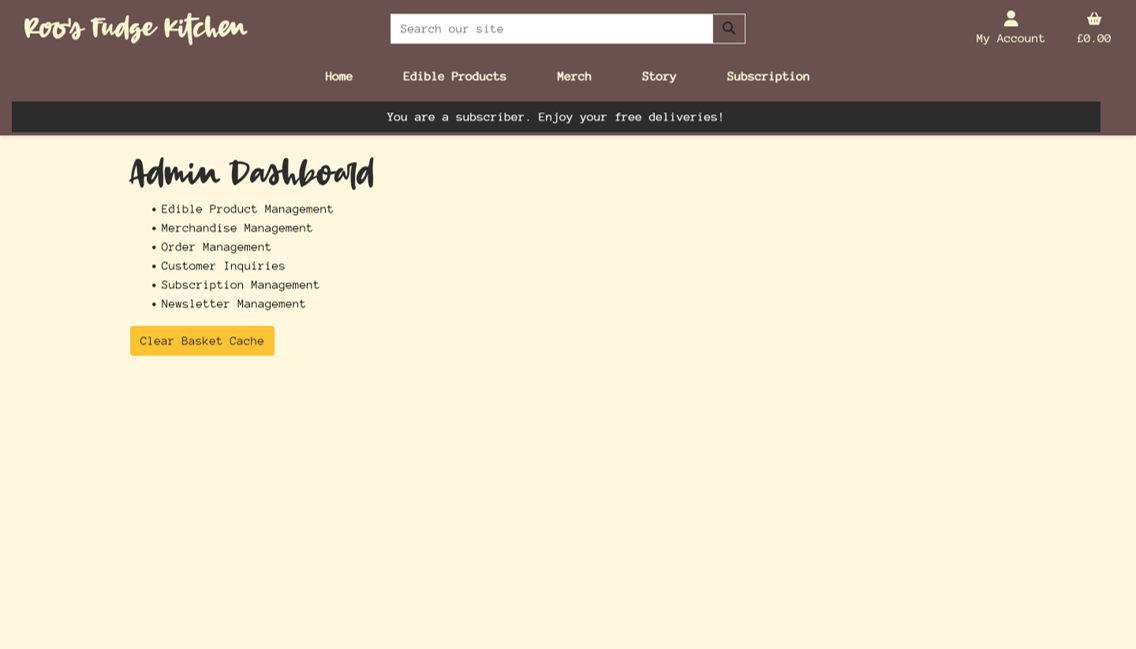 Roo's Fudge Kitchen
Search our site
My Account
£0.00
Home Edible Products Merch Story Subscription
You are a subscriber. Enjoy your free deliveries!
Admin Dashboard
• Edible Product Management
• Merchandise Management
• Order Management
• Customer Inquiries
• Subscription Management
• Newsletter Management
Clear Basket Cache